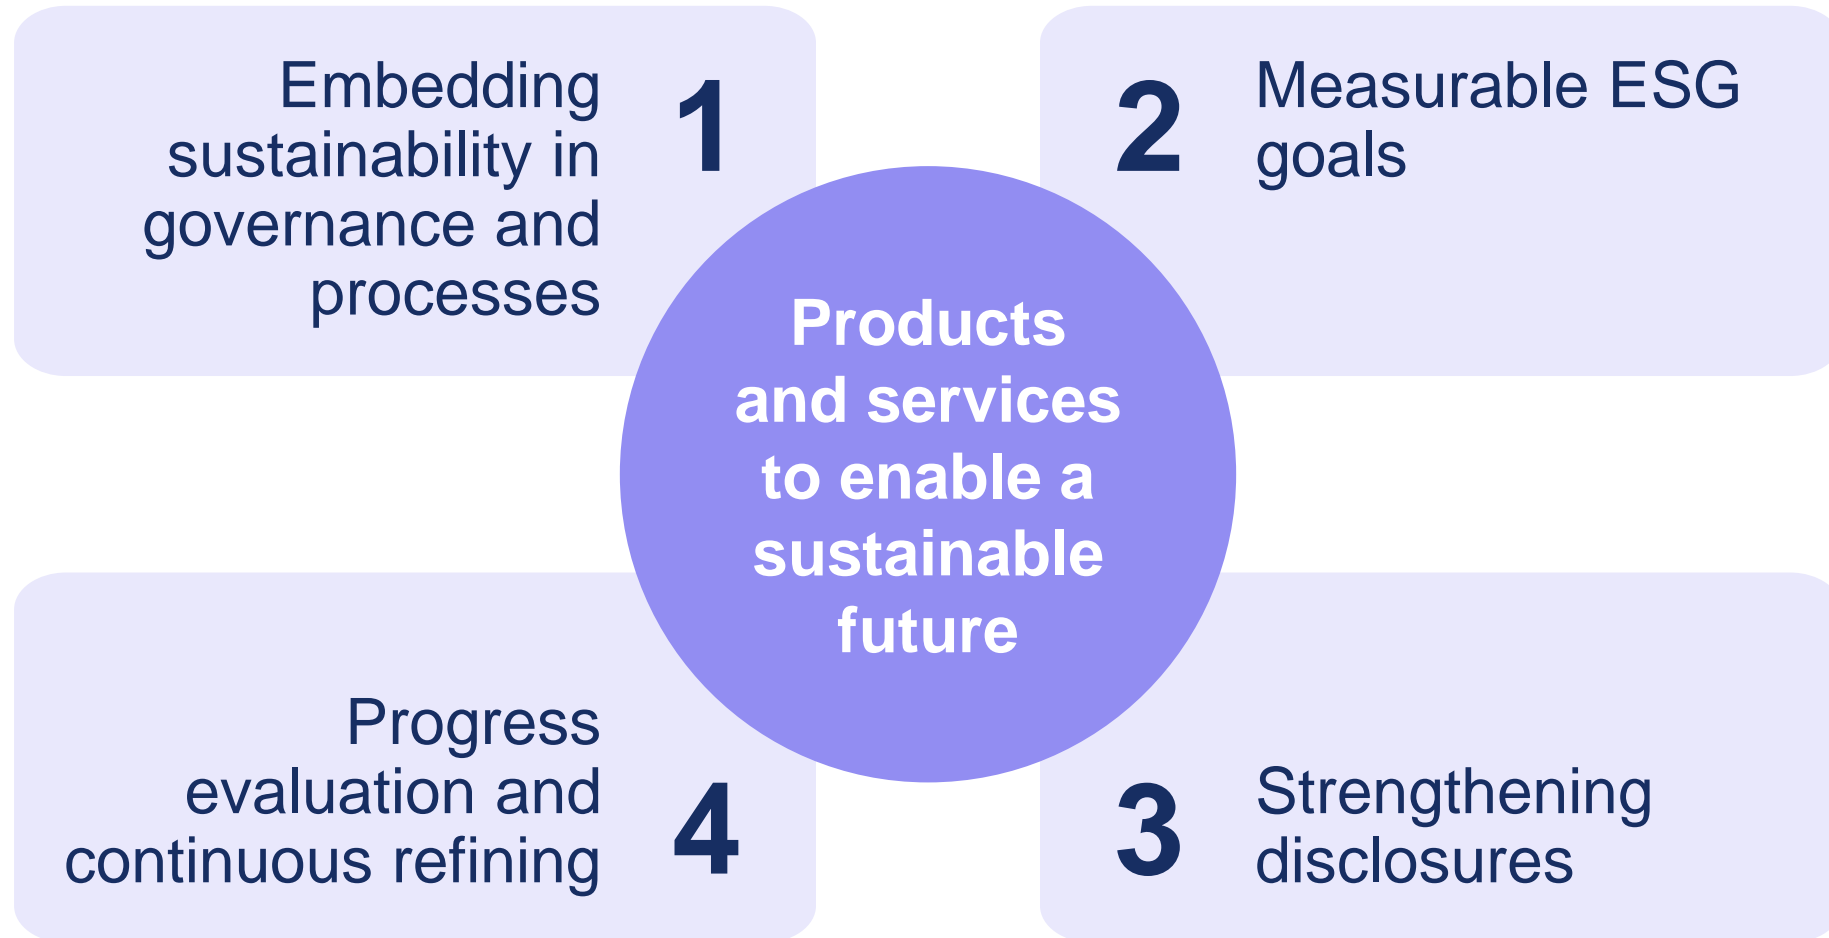 Embedding
sustainability in
governance and
processes
1
2
Measurable ESG
goals
Products
and services
to enable a
sustainable
future
Progress
evaluation and
continuous refining
4
3
Strengthening
disclosures